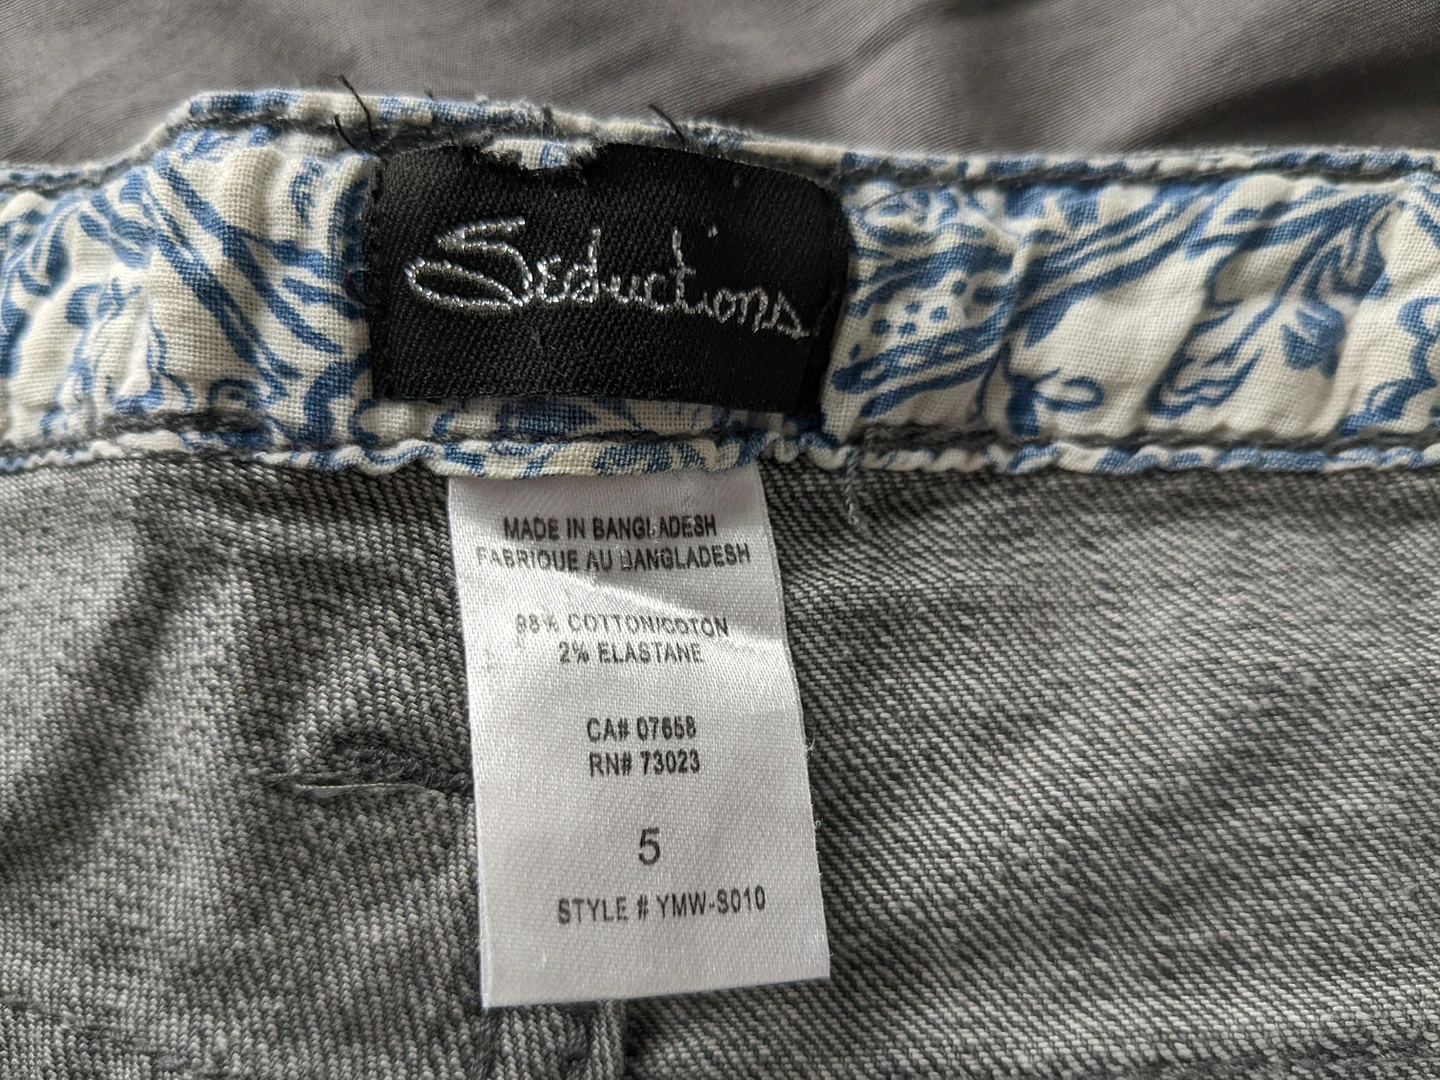 Seductions
MADE IN BANGLADESH
FABRIQUE AU BANGLADESH
98% COTTON/COTON
2% ELASTANE
CA# 07658
RN# 73023
5
STYLE # YMW-S010